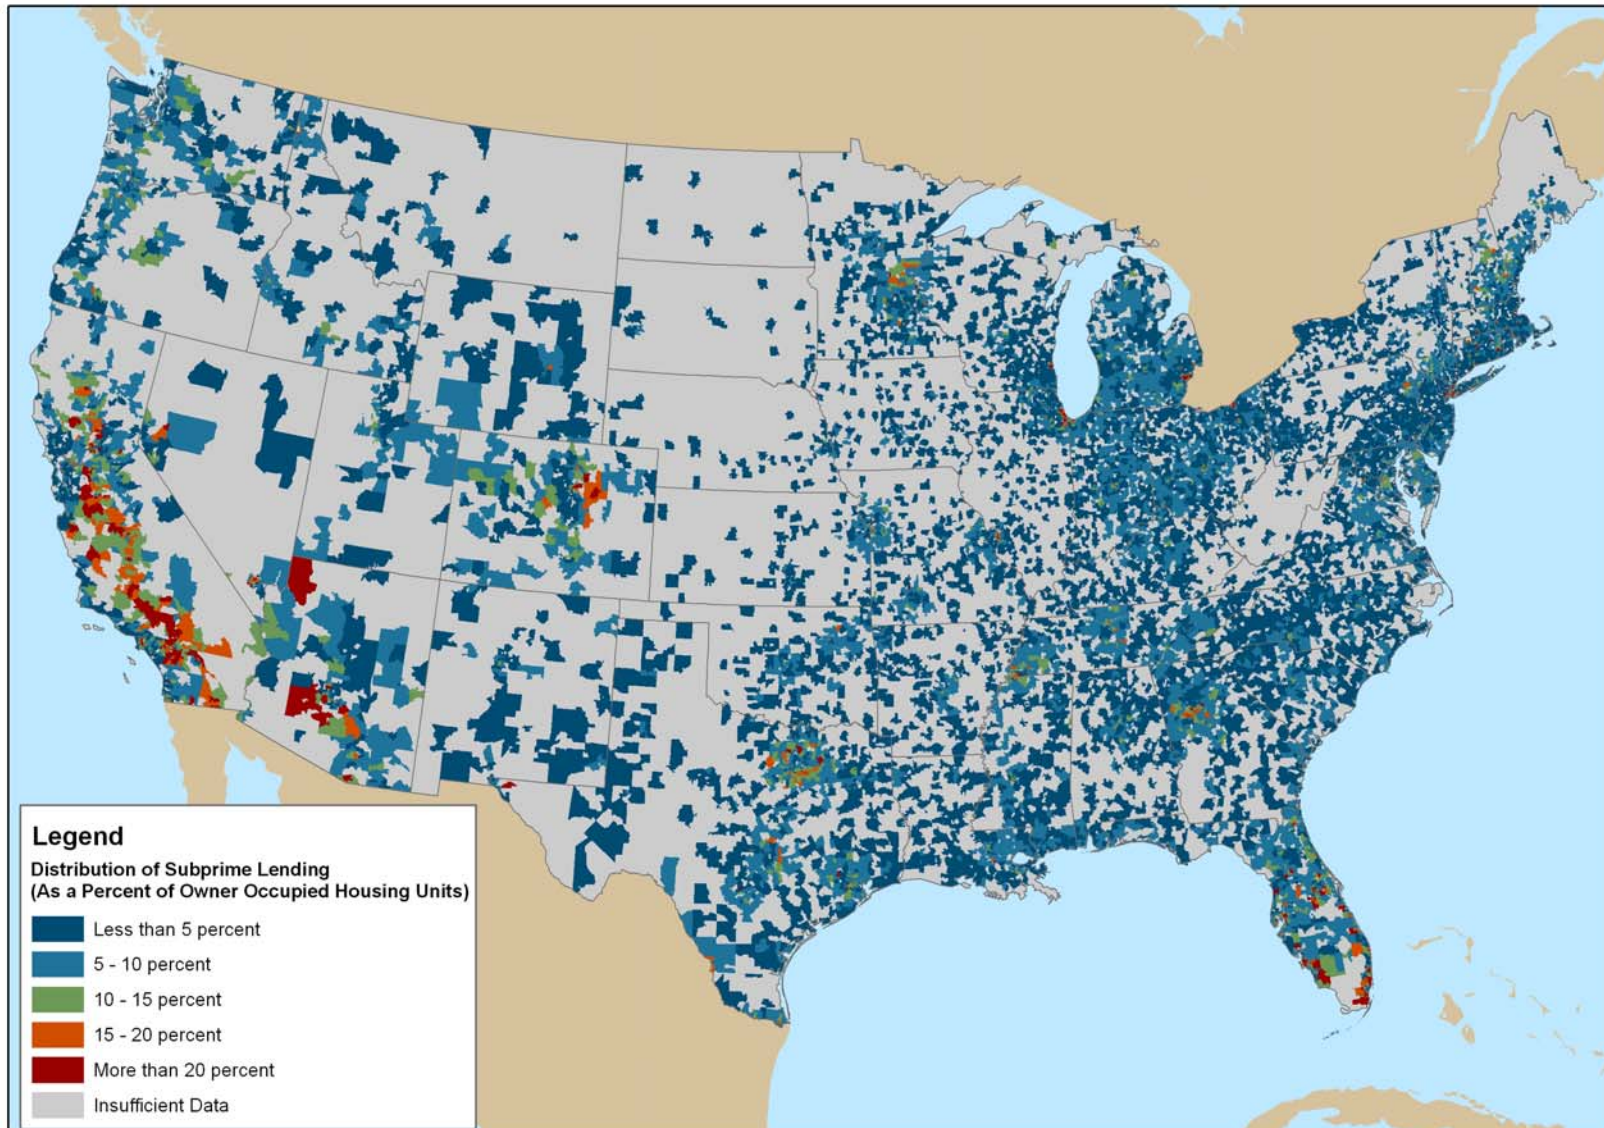 Legend
Distribution of Subprime Lending
(As a Percent of Owner Occupied Housing Units)
Less than 5 percent
5 - 10 percent
10 - 15 percent
15 - 20 percent
More than 20 percent
Insufficient Data